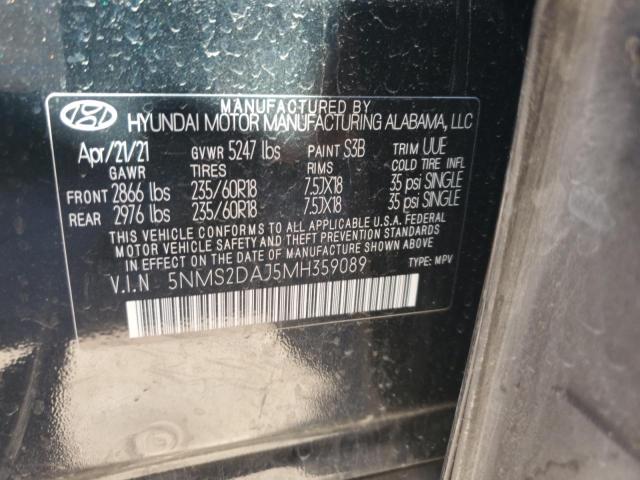 MANUFACTURED BY
HYUNDAI MOTOR MANUFACTURING ALABAMA, LLC
Apr/21/21 GVWR 5247 lbs PAINT S3B TRIM UUE
GAWR TIRES RIMS COLD TIRE INFL
FRONT 2866 lbs 235/60R18 7.5JX18 35 psi SINGLE
REAR 2976 lbs 235/60R18 7.5JX18 35 psi SINGLE
THIS VEHICLE CONFORMS TO ALL APPLICABLE U.S.A. FEDERAL
MOTOR VEHICLE SAFETY AND THEFT PREVENTION STANDARDS
IN EFFECT ON THE DATE OF MANUFACTURE SHOWN ABOVE.
V.I.N 5NMS2DAJ5MH359089 TYPE: MPV